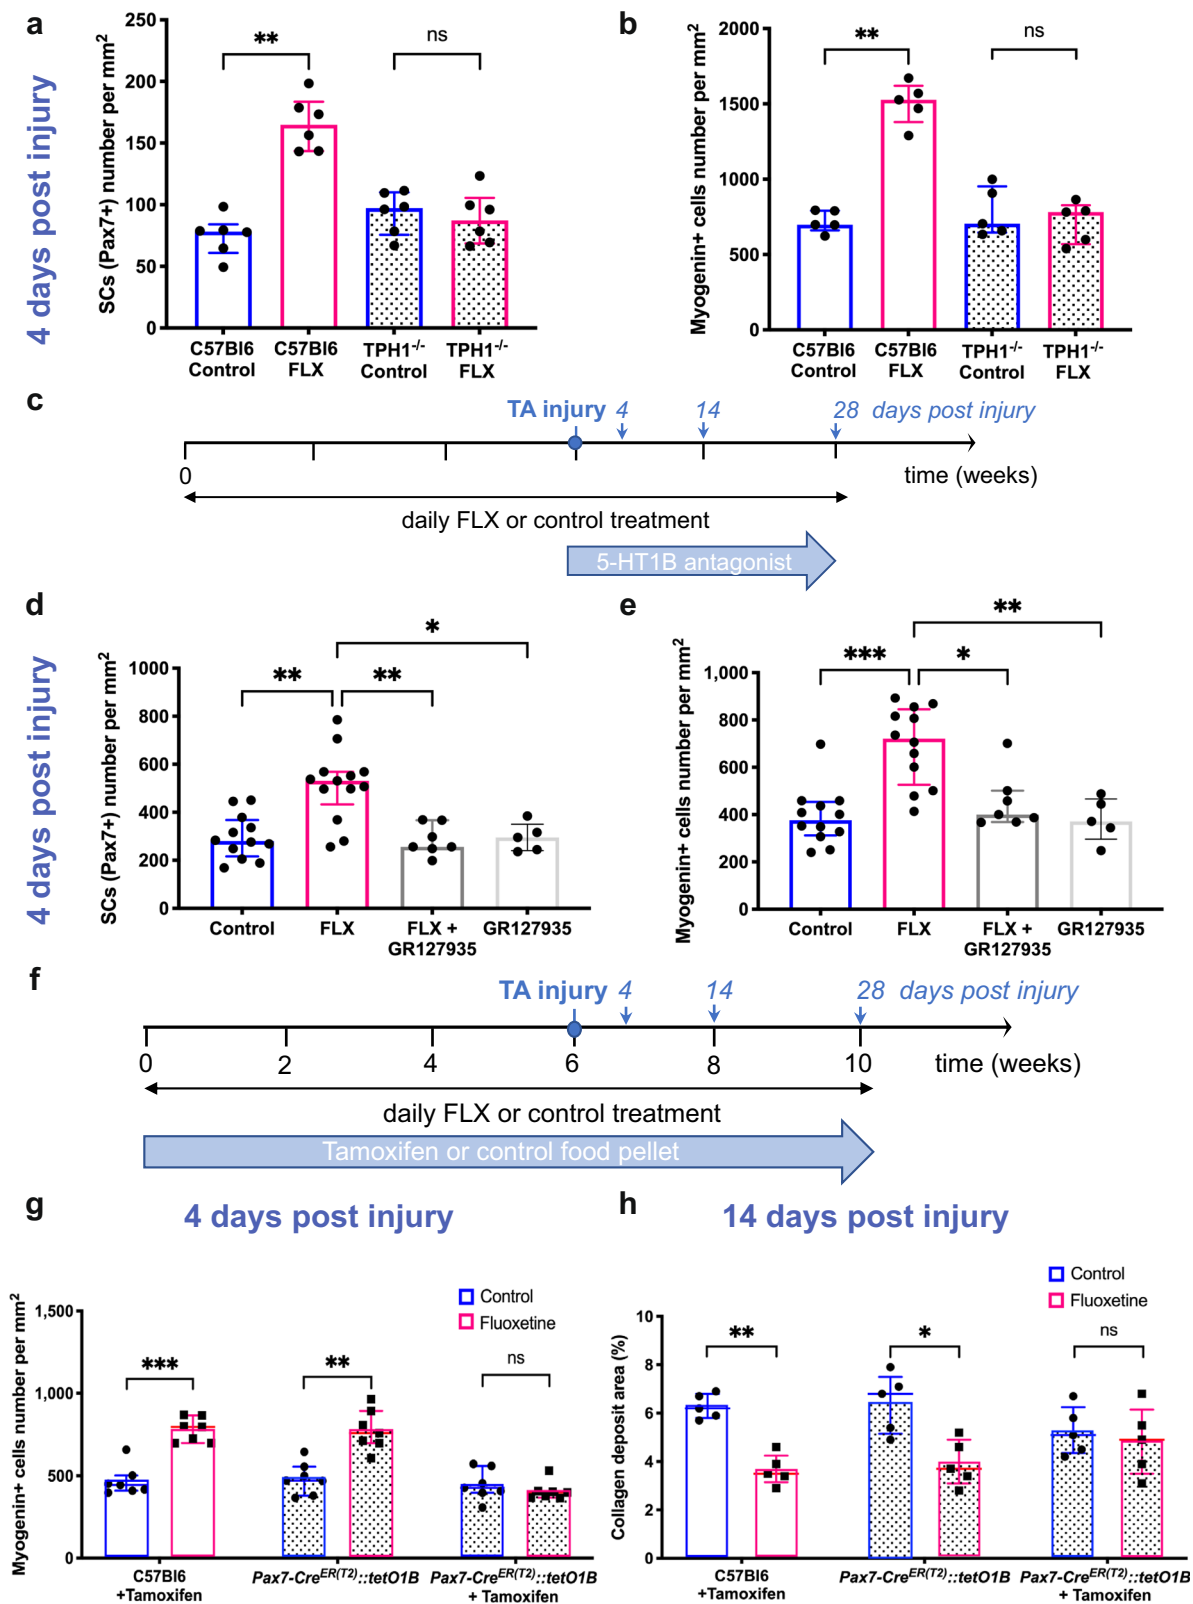 a
4 days post injury
SCs (Pax7+) number per mm2
250
200
150
100
50
0
**
ns
C57Bl6 Control
C57Bl6 FLX
TPH1-/- Control
TPH1-/- FLX
b
Myogenin+ cells number per mm2
2000
1500
1000
500
0
**
ns
C57Bl6 Control
C57Bl6 FLX
TPH1-/- Control
TPH1-/- FLX
c
TA injury 4 14 28 days post injury
0 time (weeks)
daily FLX or control treatment
5-HT1B antagonist
d
4 days post injury
SCs (Pax7+) number per mm2
1000
800
600
400
200
0
*
** **
Control
FLX
FLX + GR127935
GR127935
e
Myogenin+ cells number per mm2
1,000
800
600
400
200
0
**
*** *
Control
FLX
FLX + GR127935
GR127935
f
TA injury 4 14 28 days post injury
0 2 4 6 8 10 time (weeks)
daily FLX or control treatment
Tamoxifen or control food pellet
g
4 days post injury
Control
Fluoxetine
Myogenin+ cells number per mm2
1,500
1,000
500
0
*** ** ns
C57Bl6 +Tamoxifen
Pax7-CreER(T2)::tetO1B
Pax7-CreER(T2)::tetO1B + Tamoxifen
h
14 days post injury
Control
Fluoxetine
Collagen deposit area (%)
10
8
6
4
2
0
** * ns
C57Bl6 +Tamoxifen
Pax7-CreER(T2)::tetO1B
Pax7-CreER(T2)::tetO1B + Tamoxifen